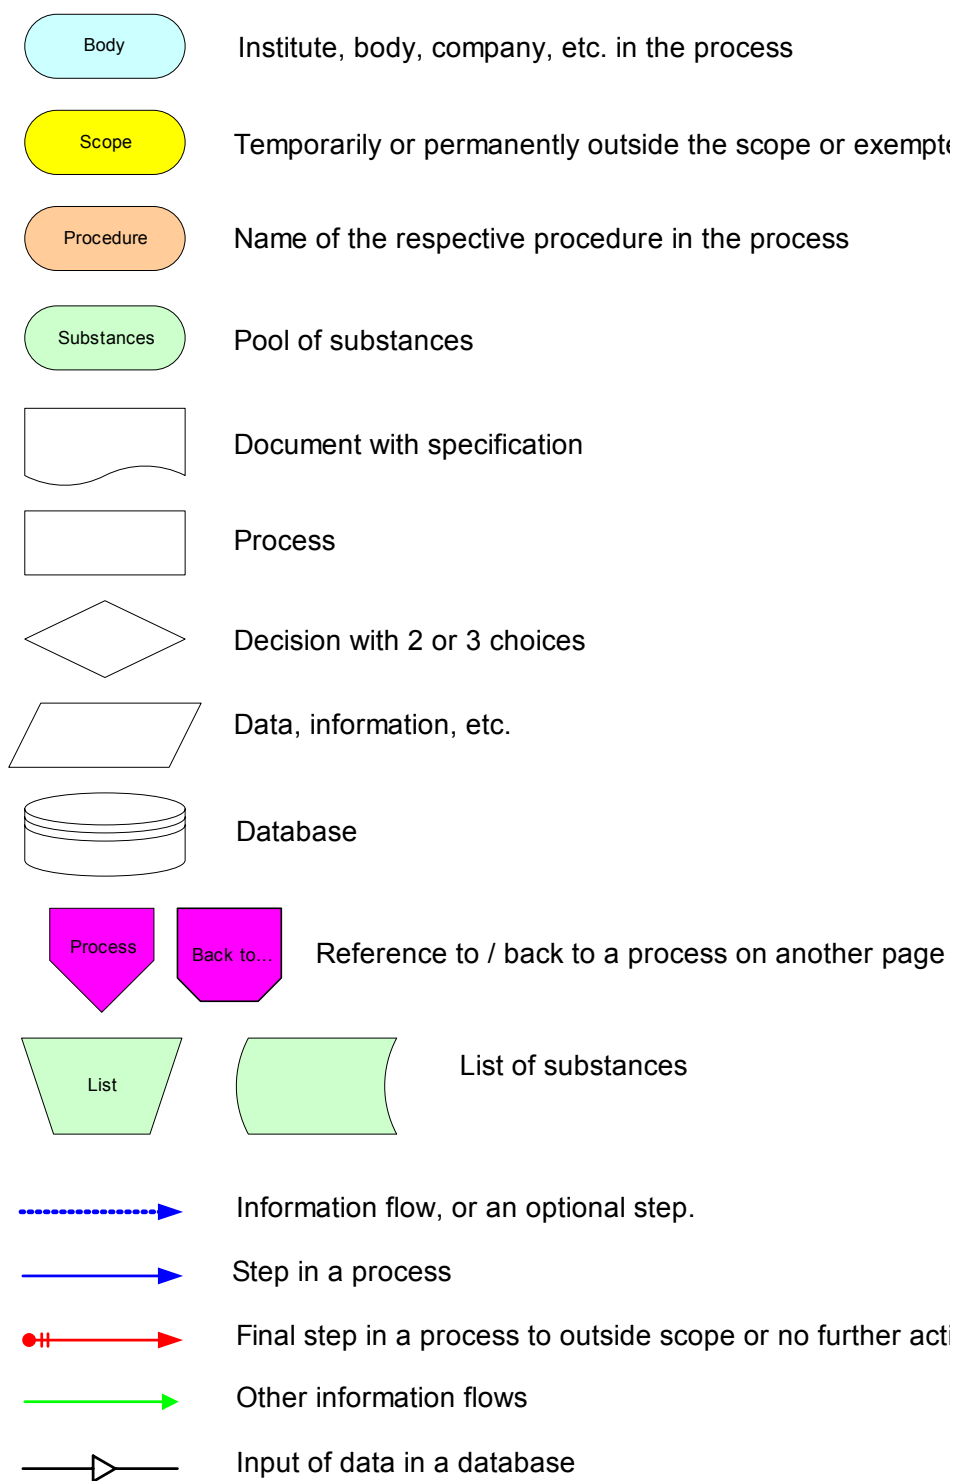 Body Institute, body, company, etc. in the process
Scope Temporarily or permanently outside the scope or
Procedure Name of the respective procedure in the process
Substances Pool of substances
Document with specification
Process
Decision with 2 or 3 choices
Data, information, etc.
Database
Process Back to... Reference to / back to a process on another page
List List of substances
Information flow, or an optional step.
Step in a process
Final step in a process to outside scope or no further
Other information flows
Input of data in a database